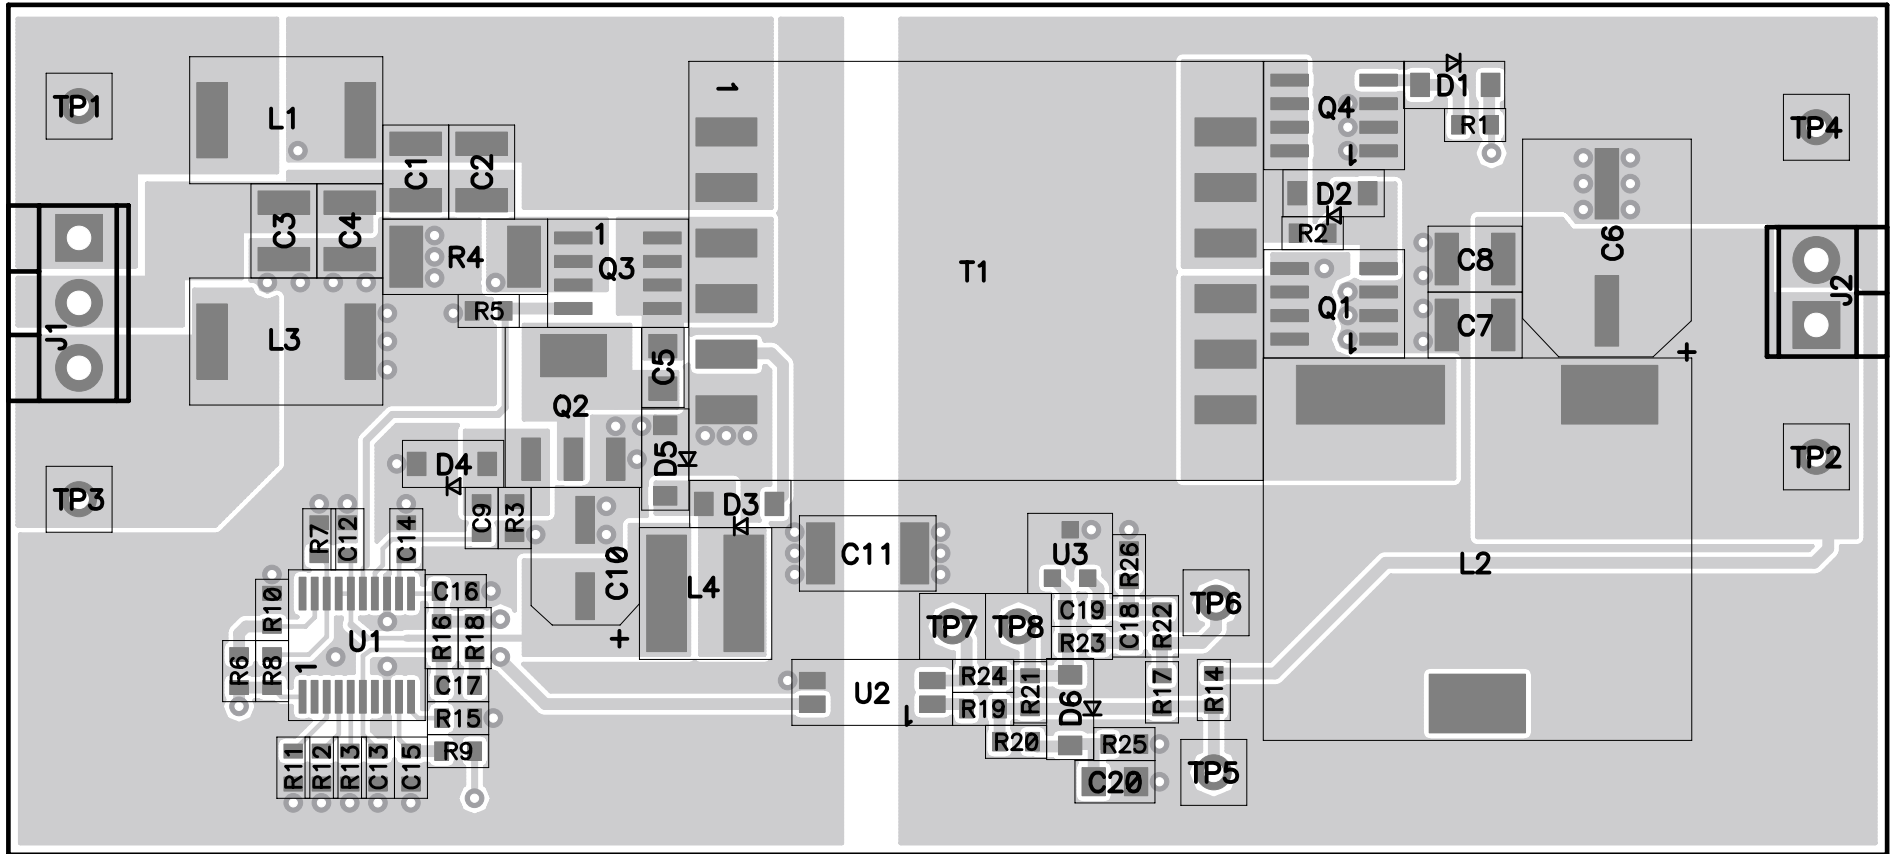 TP1
L1
C1
C2
1
Q4
D1
R1
TP4
1
C3
C4
R4
1
Q3
R5
T1
D2
R2
Q1
1
C8
C7
C6
+
J2
J1
L3
C5
Q2
D5
D4
TP3
TP2
R7
C12
C14
C9
R3
C10
+
D3
L4
C11
U3
R26
L2
R10
C16
R16
R18
U1
1
R6
R8
C17
R15
R9
R11
R12
R13
C13
C15
TP7
TP8
C19
R23
C18
R22
TP6
U2
1
R24
R19
R21
D6
R17
R14
R20
R25
C20
TP5